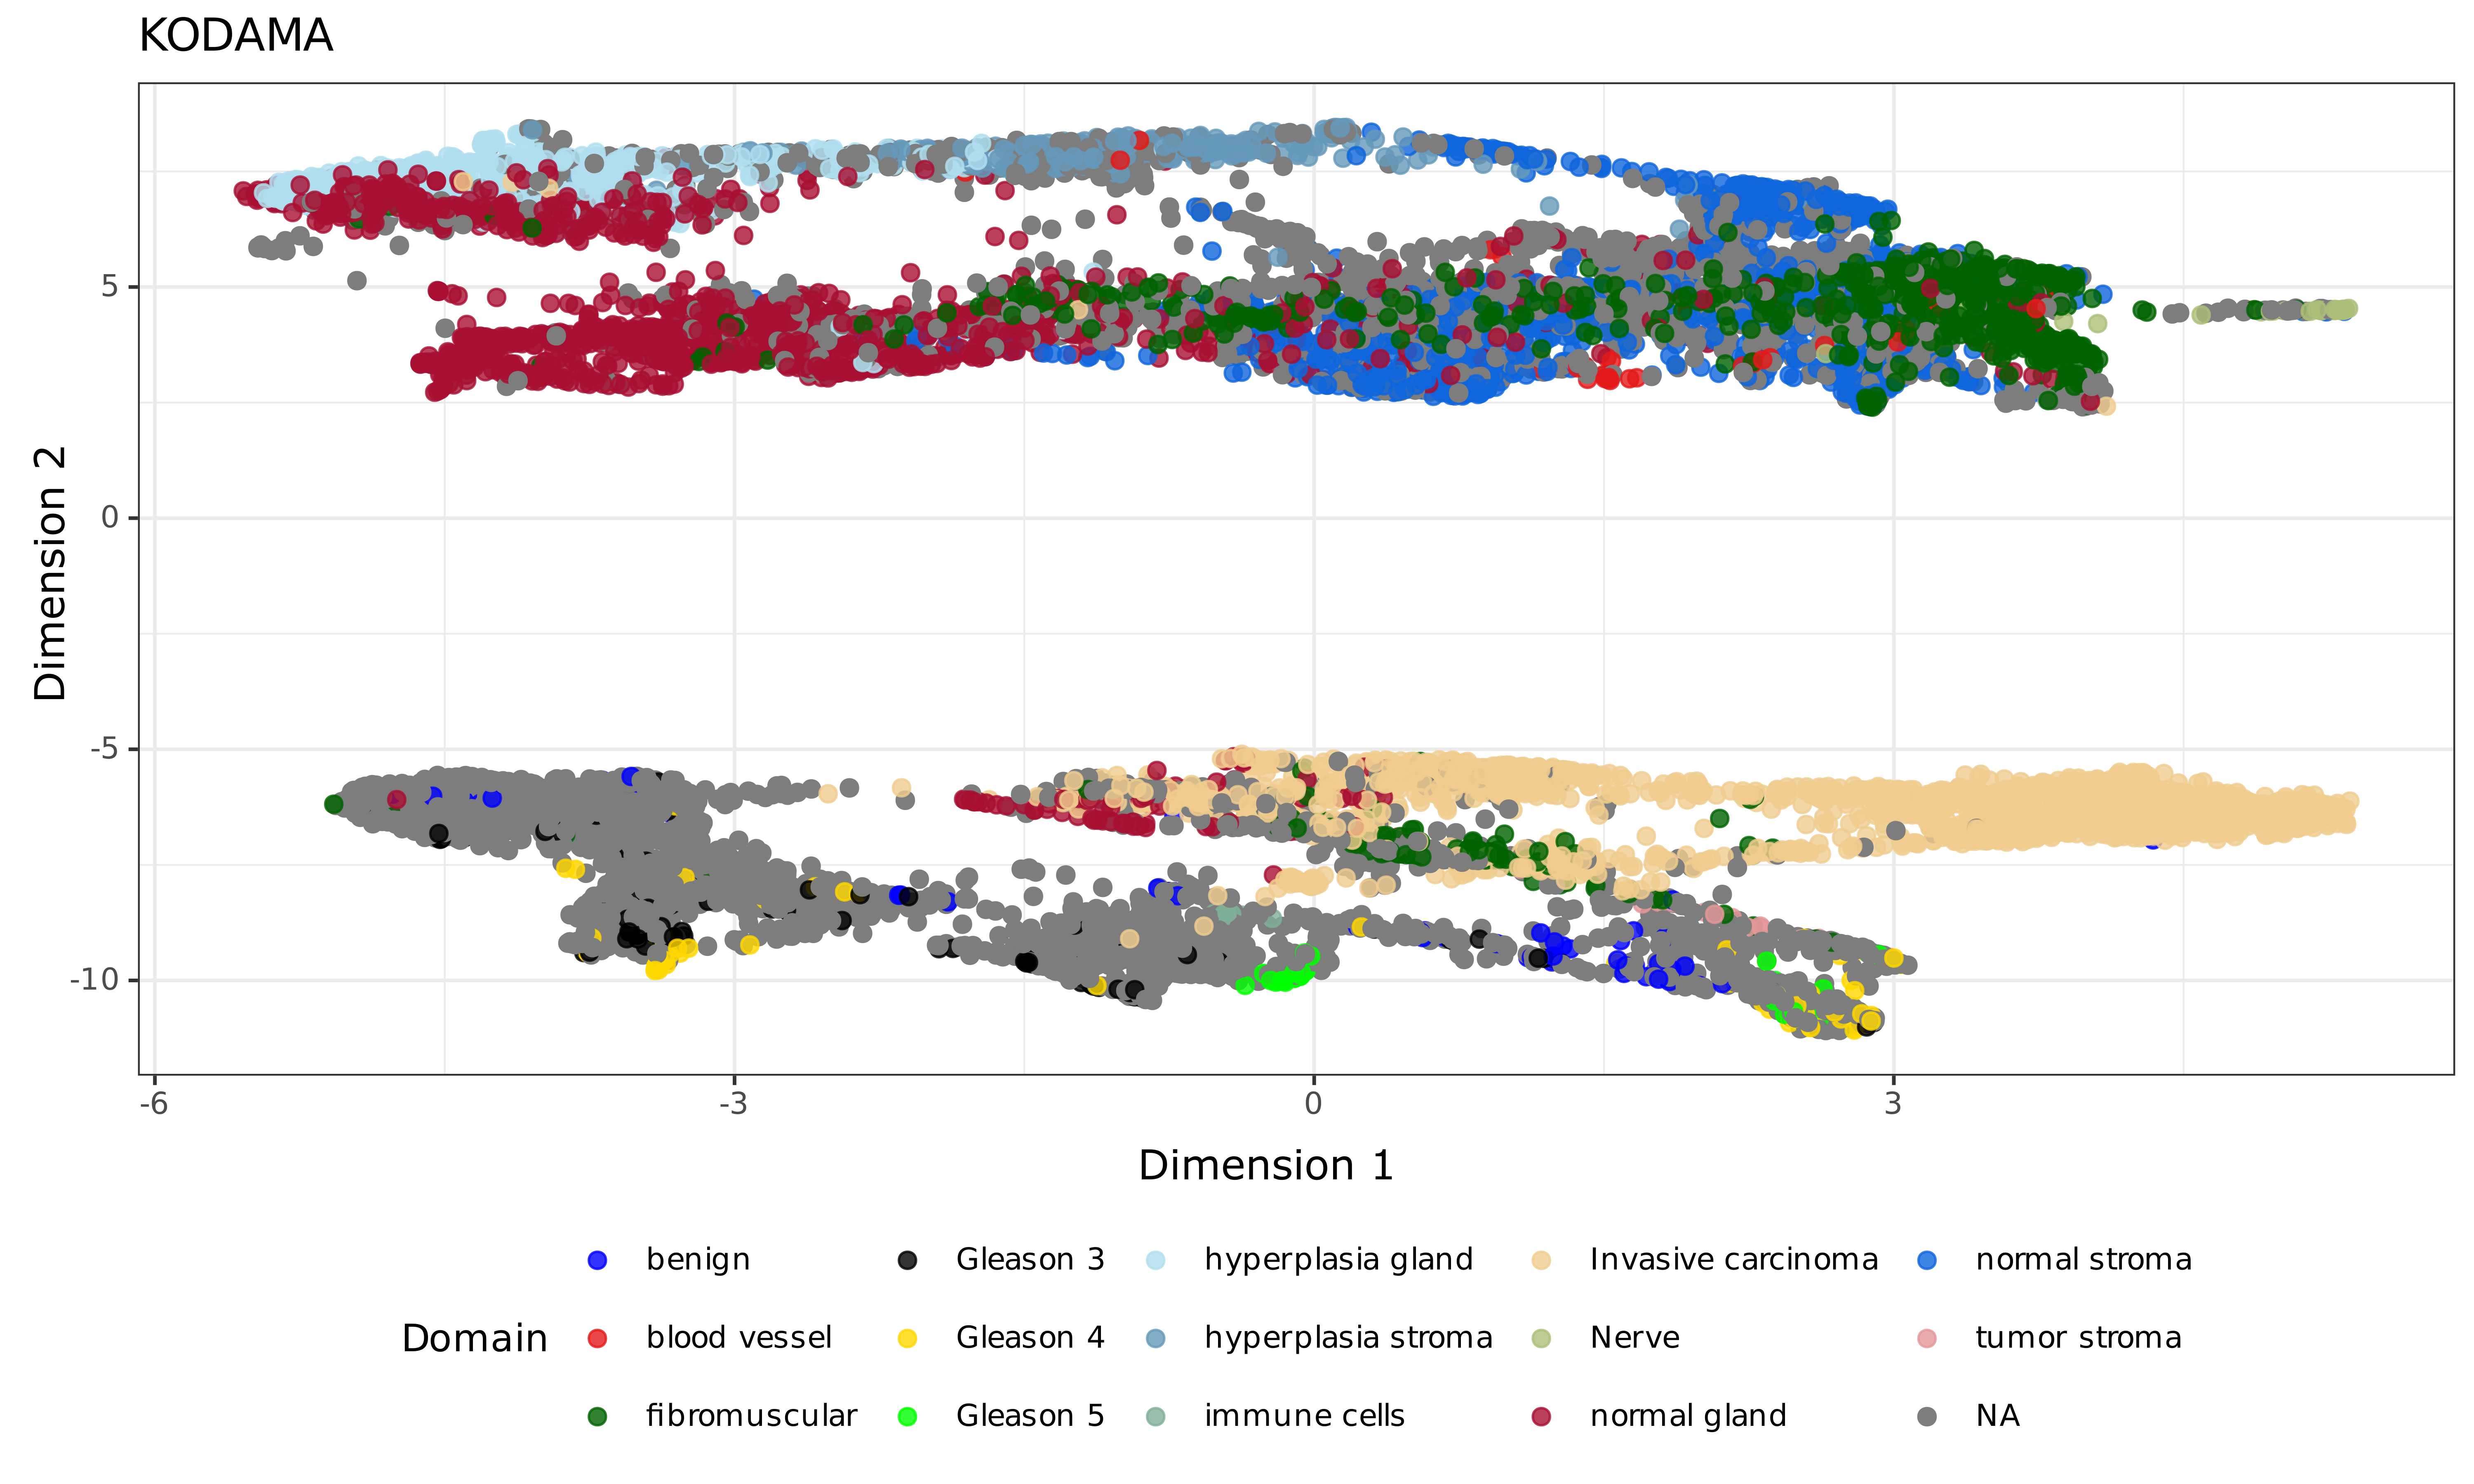 KODAMA
Dimension 2
5
0
-5
-10
-6 -3 0 3
Dimension 1
Domain
benign Gleason 3 hyperplasia gland Invasive carcinoma normal stroma
blood vessel Gleason 4 hyperplasia stroma Nerve tumor stroma
fibromuscular Gleason 5 immune cells normal gland NA